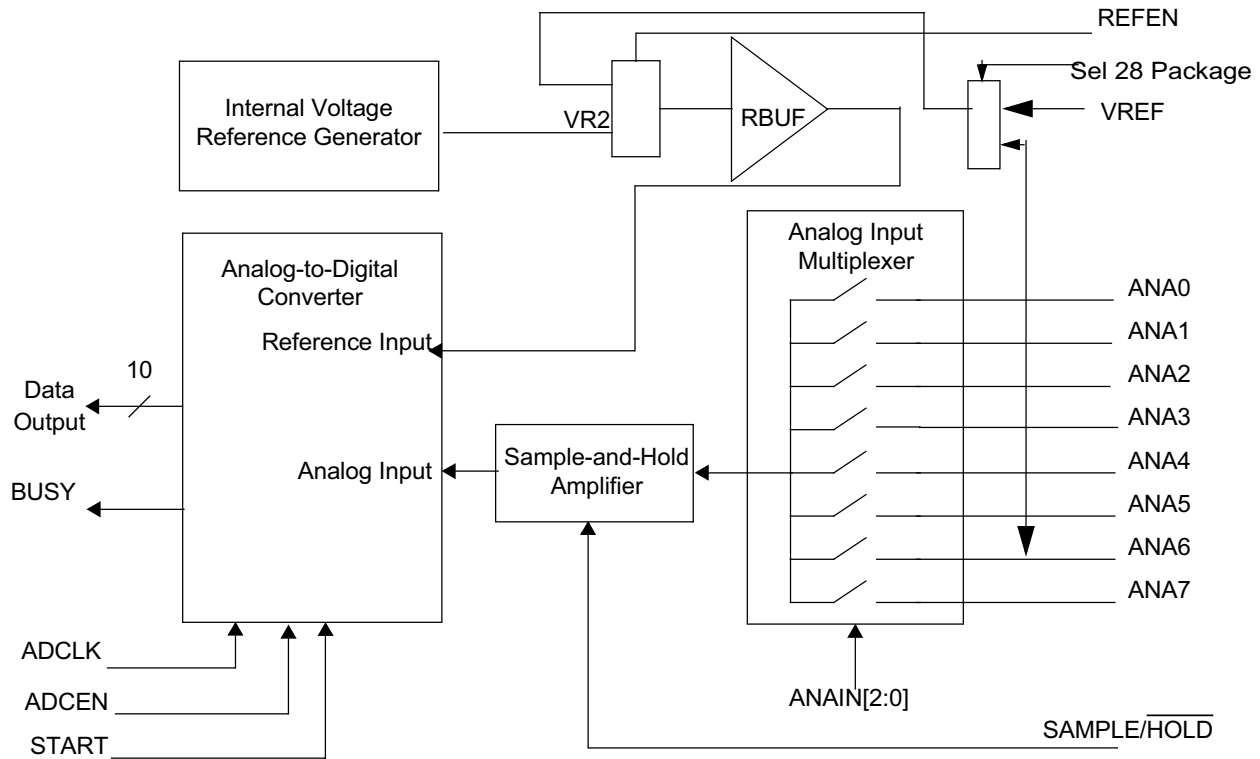 REFEN
Sel 28 Package
VREF
Internal Voltage
Reference Generator
VR2
RBUF
Analog Input
Multiplexer
Analog-to-Digital
Converter
Reference Input
Analog Input
10
Data
Output
BUSY
Sample-and-Hold
Amplifier
ANA0
ANA1
ANA2
ANA3
ANA4
ANA5
ANA6
ANA7
ADCLK
ADCEN
START
ANAIN[2:0]
SAMPLE/HOLD